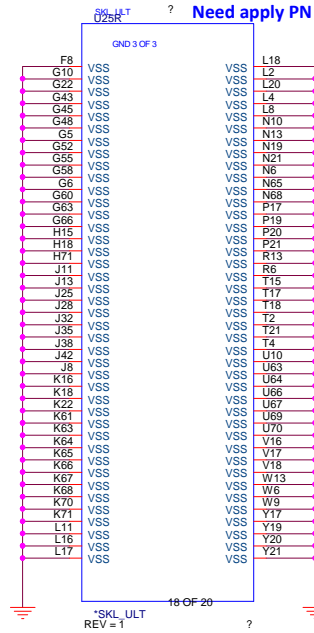 SKL_ULT ? Need apply PN
U25R
GND 3 OF 3
F8 VSS VSS L18
G10 VSS VSS L2
G22 VSS VSS L20
G43 VSS VSS L4
G45 VSS VSS L8
G48 VSS VSS N10
G5 VSS VSS N13
G52 VSS VSS N19
G55 VSS VSS N21
G58 VSS VSS N6
G6 VSS VSS N65
G60 VSS VSS N68
G63 VSS VSS P17
G66 VSS VSS P19
H15 VSS VSS P20
H18 VSS VSS P21
H71 VSS VSS R13
J11 VSS VSS R6
J13 VSS VSS T15
J25 VSS VSS T17
J28 VSS VSS T18
J32 VSS VSS T2
J35 VSS VSS T21
J38 VSS VSS T4
J42 VSS VSS U10
J8 VSS VSS U63
K16 VSS VSS U64
K18 VSS VSS U66
K22 VSS VSS U67
K61 VSS VSS U69
K63 VSS VSS U70
K64 VSS VSS V16
K65 VSS VSS V17
K66 VSS VSS V18
K67 VSS VSS W13
K68 VSS VSS W6
K70 VSS VSS W9
K71 VSS VSS Y17
L11 VSS VSS Y19
L16 VSS VSS Y20
L17 VSS VSS Y21
18 OF 20
*SKL_ULT
REV = 1 ?